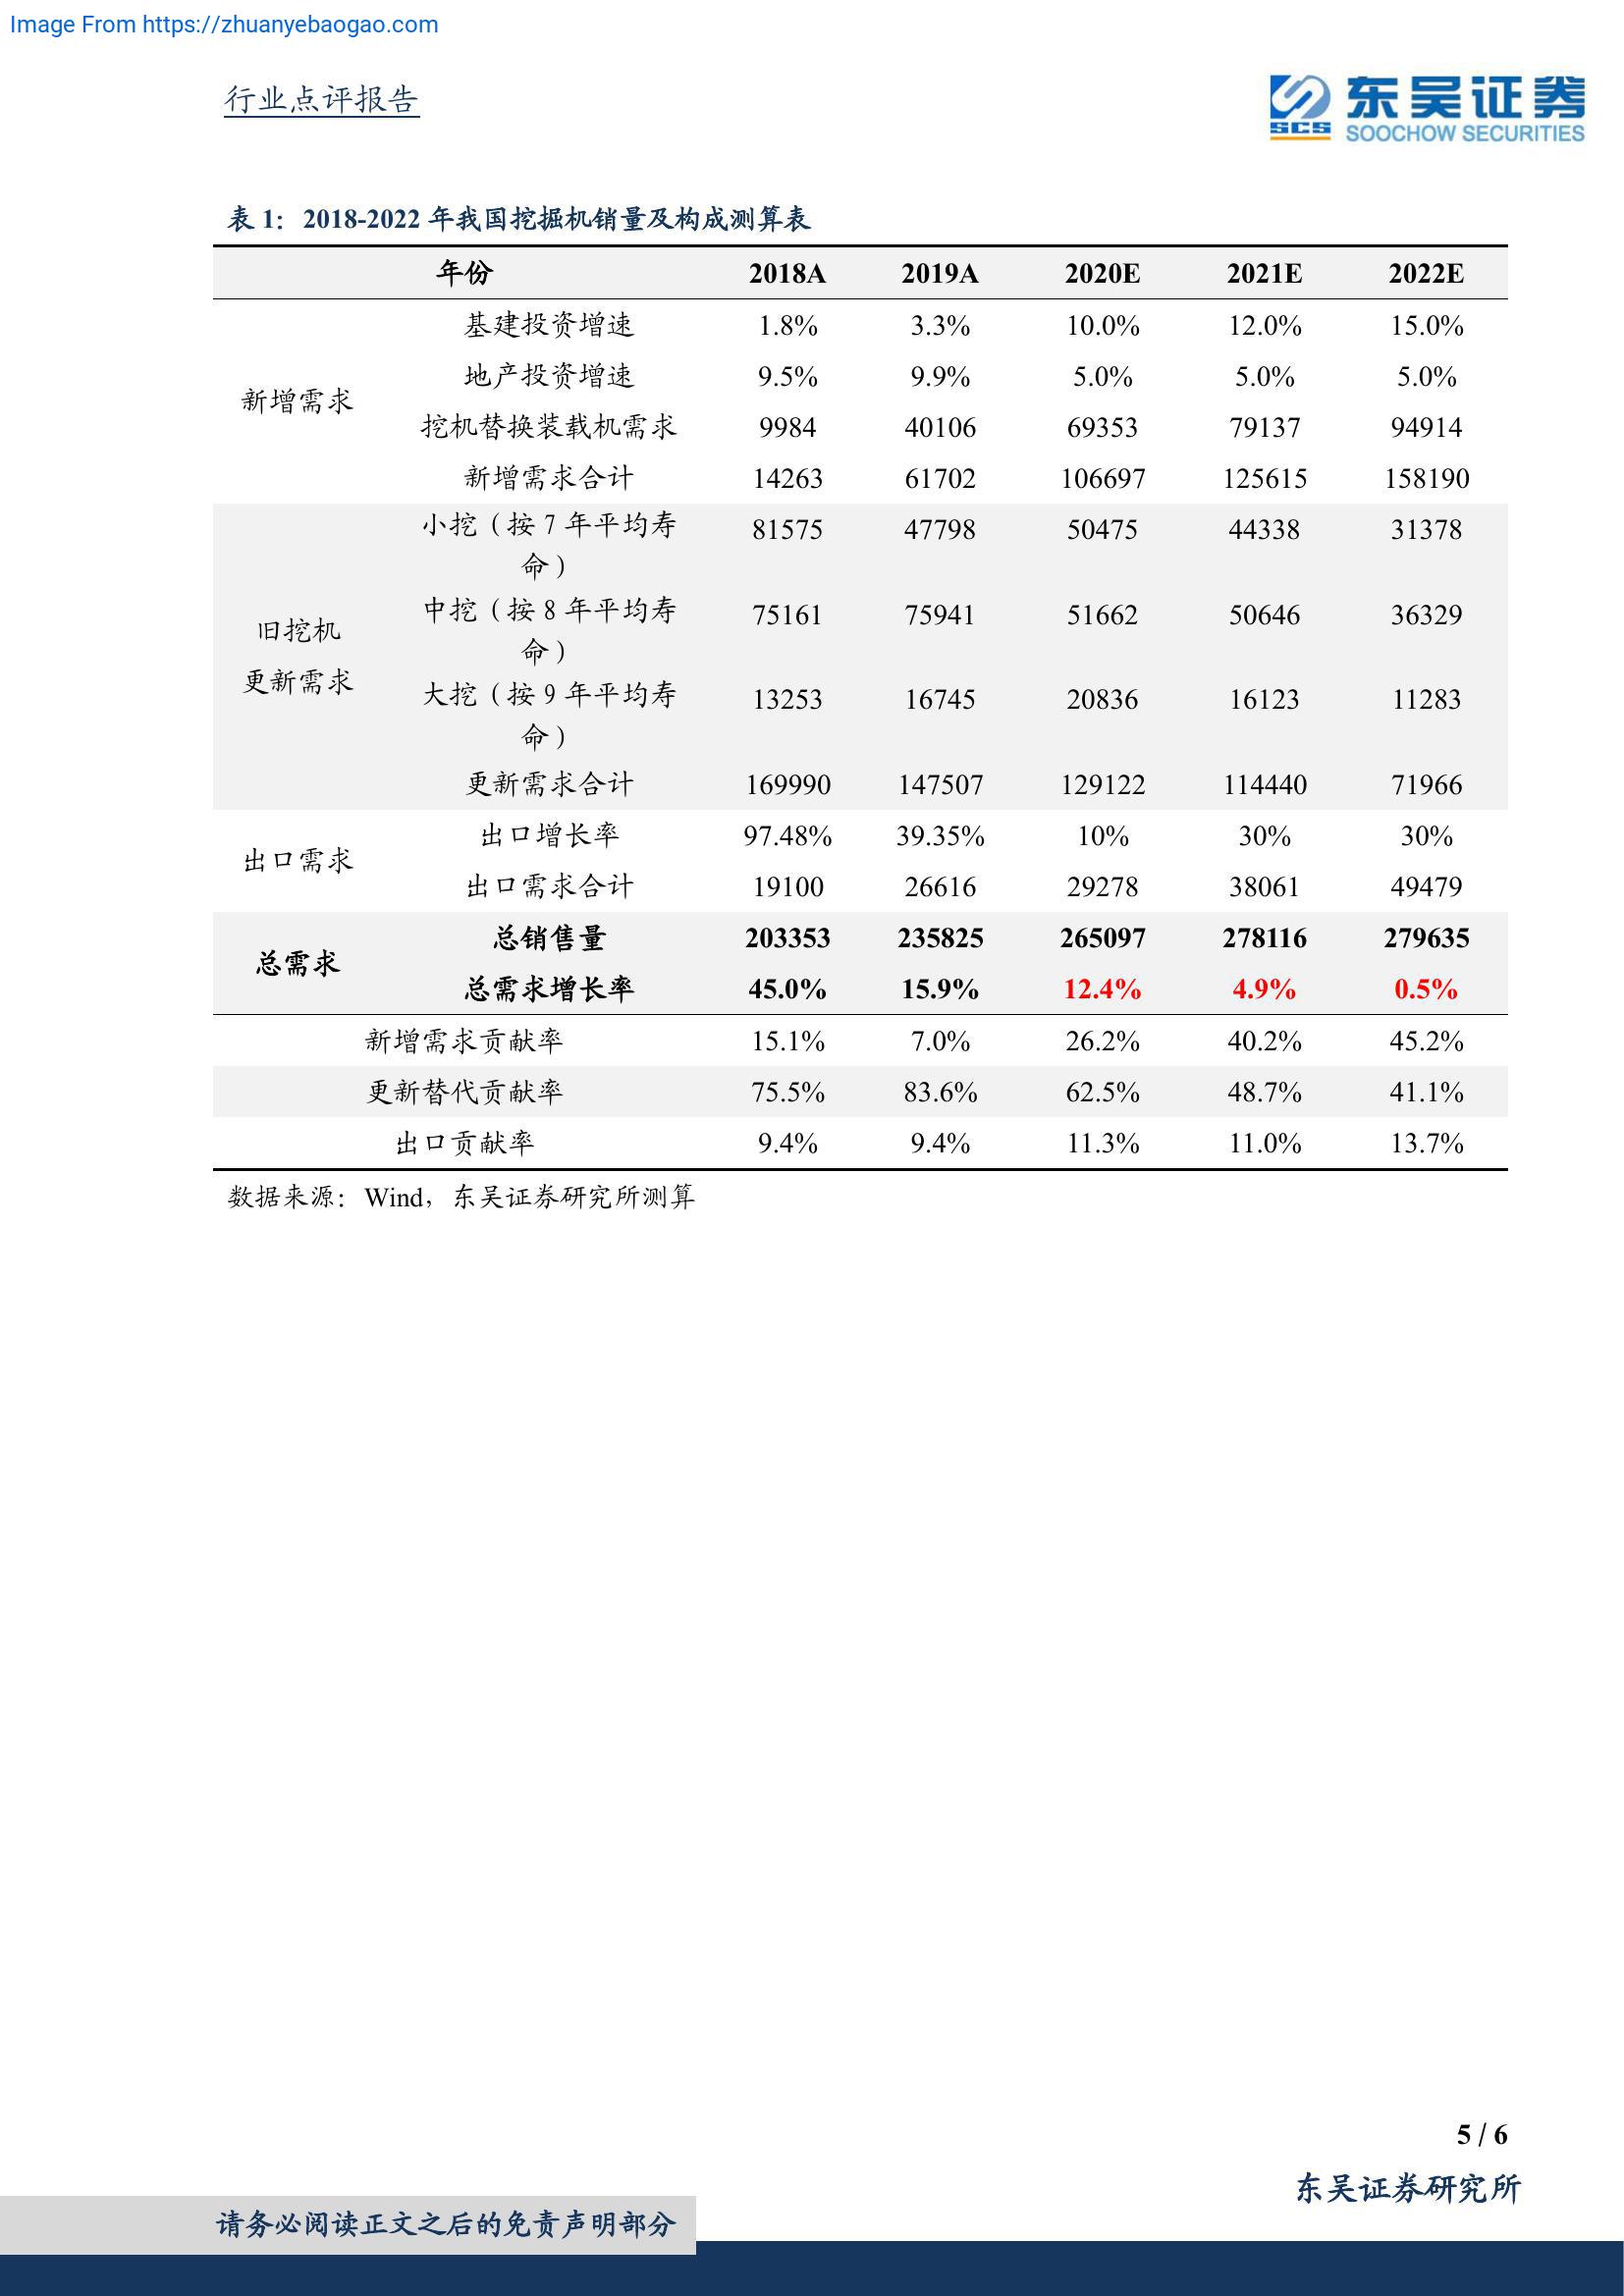 Image From https://zhuanyebaogao.com
行业点评报告
SCS 东吴证券
SOOCHOW SECURITIES
表 1：2018-2022 年我国挖掘机销量及构成测算表
年份 2018A 2019A 2020E 2021E 2022E
新增需求
基建投资增速 1.8% 3.3% 10.0% 12.0% 15.0%
地产投资增速 9.5% 9.9% 5.0% 5.0% 5.0%
挖机替换装载机需求 9984 40106 69353 79137 94914
新增需求合计 14263 61702 106697 125615 158190
旧挖机
更新需求
小挖（按 7 年平均寿 81575 47798 50475 44338 31378
命）
中挖（按 8 年平均寿 75161 75941 51662 50646 36329
命）
大挖（按 9 年平均寿 13253 16745 20836 16123 11283
命）
更新需求合计 169990 147507 129122 114440 71966
出口需求
出口增长率 97.48% 39.35% 10% 30% 30%
出口需求合计 19100 26616 29278 38061 49479
总需求
总销售量 203353 235825 265097 278116 279635
总需求增长率 45.0% 15.9% 12.4% 4.9% 0.5%
新增需求贡献率 15.1% 7.0% 26.2% 40.2% 45.2%
更新替代贡献率 75.5% 83.6% 62.5% 48.7% 41.1%
出口贡献率 9.4% 9.4% 11.3% 11.0% 13.7%
数据来源：Wind，东吴证券研究所测算
5 / 6
东吴证券研究所
请务必阅读正文之后的免责声明部分